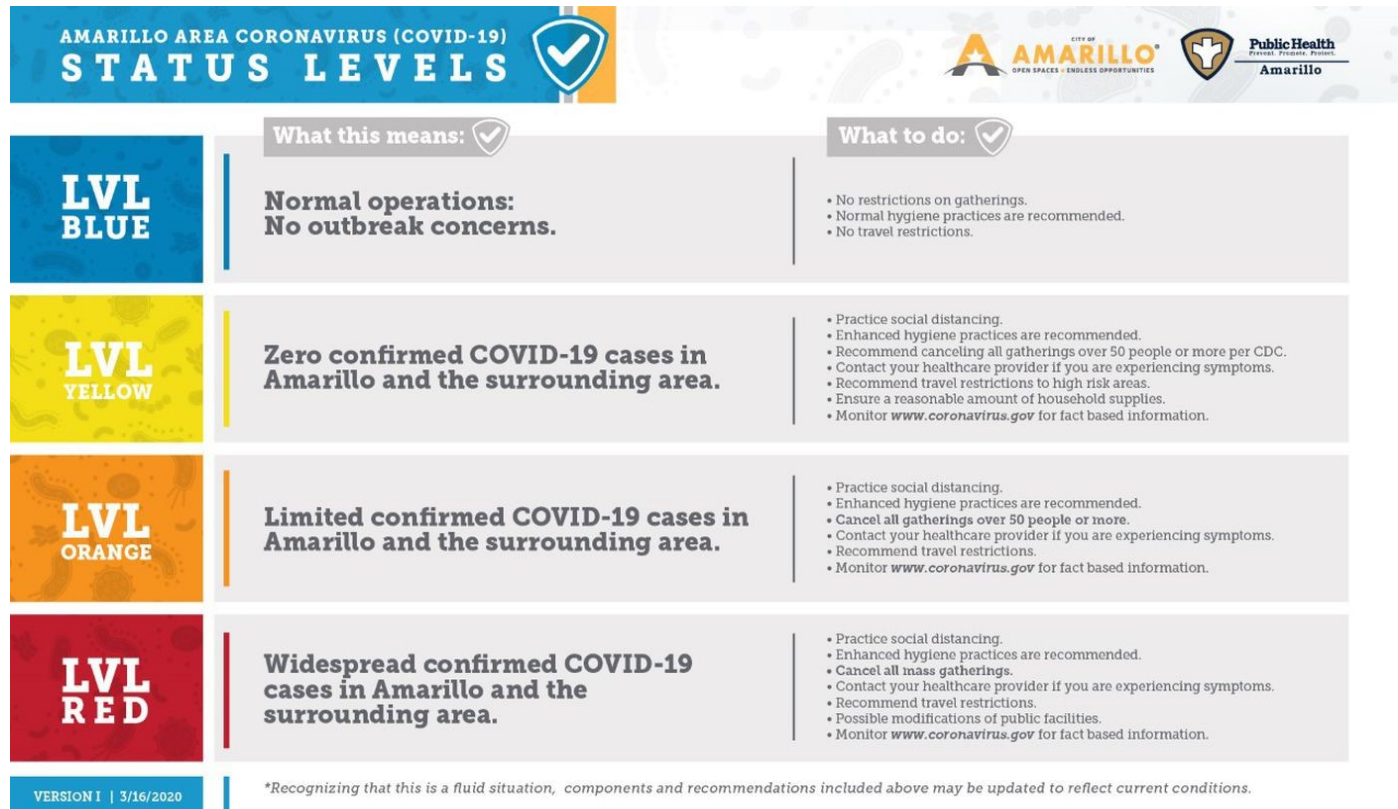 AMARILLO AREA CORONAVIRUS (COVID-19)
STATUS LEVELS
CITY OF
AMARILLO®
OPEN SPACES • ENDLESS OPPORTUNITIES
Public Health
Prevent. Promote. Protect.
Amarillo
What this means:
What to do:
LVL
BLUE
Normal operations:
No outbreak concerns.
• No restrictions on gatherings.
• Normal hygiene practices are recommended.
• No travel restrictions.
LVL
YELLOW
Zero confirmed COVID-19 cases in
Amarillo and the surrounding area.
• Practice social distancing.
• Enhanced hygiene practices are recommended.
• Recommend canceling all gatherings over 50 people or more per CDC.
• Contact your healthcare provider if you are experiencing symptoms.
• Recommend travel restrictions to high risk areas.
• Ensure a reasonable amount of household supplies.
• Monitor www.coronavirus.gov for fact based information.
LVL
ORANGE
Limited confirmed COVID-19 cases in
Amarillo and the surrounding area.
• Practice social distancing.
• Enhanced hygiene practices are recommended.
• Cancel all gatherings over 50 people or more.
• Contact your healthcare provider if you are experiencing symptoms.
• Recommend travel restrictions.
• Monitor www.coronavirus.gov for fact based information.
LVL
RED
Widespread confirmed COVID-19
cases in Amarillo and the
surrounding area.
• Practice social distancing.
• Enhanced hygiene practices are recommended.
• Cancel all mass gatherings.
• Contact your healthcare provider if you are experiencing symptoms.
• Recommend travel restrictions.
• Possible modifications of public facilities.
• Monitor www.coronavirus.gov for fact based information.
VERSION I | 3/16/2020
*Recognizing that this is a fluid situation, components and recommendations included above may be updated to reflect current conditions.